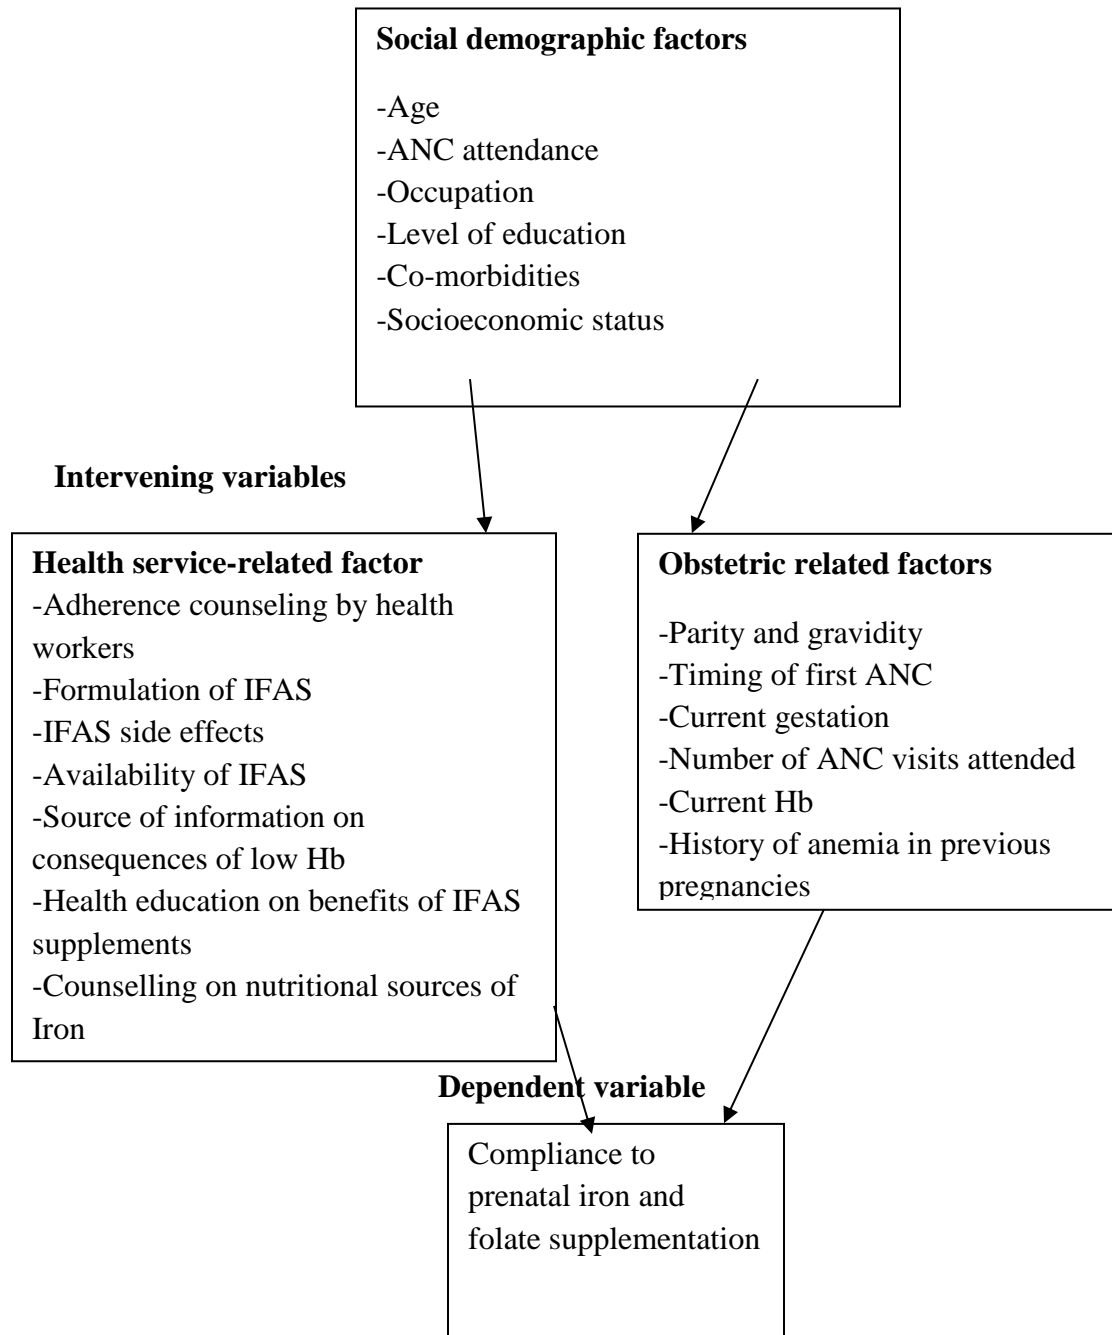 Social demographic factors
-Age
-ANC attendance
-Occupation
-Level of education
-Co-morbidities
-Socioeconomic status
Intervening variables
Health service-related factor
-Adherence counseling by health
workers
-Formulation of IFAS
-IFAS side effects
-Availability of IFAS
-Source of information on
consequences of low Hb
-Health education on benefits of IFAS
supplements
-Counselling on nutritional sources of
Iron
Obstetric related factors
-Parity and gravidity
-Timing of first ANC
-Current gestation
-Number of ANC visits attended
-Current Hb
-History of anemia in previous
pregnancies
Dependent variable
Compliance to
prenatal iron and
folate supplementation